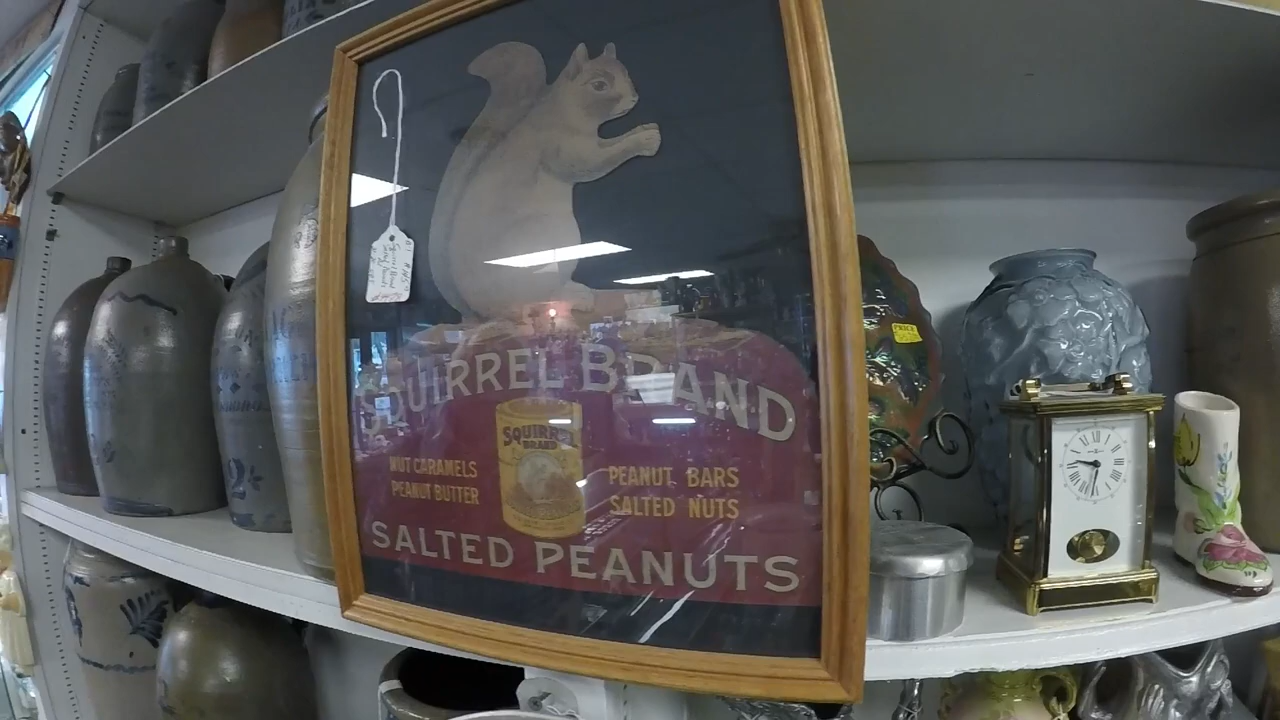 SQUIRREL BRAND
SQUIRREL
BRAND
NUT CARAMELS
PEANUT BUTTER
PEANUT BARS
SALTED NUTS
SALTED PEANUTS
PRICE